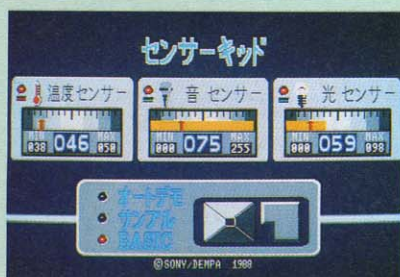 センサーキッド
温度センサー
音 センサー
光 センサー
MIN 046 MAX
038 050
MIN 075 MAX
000 255
MIN 059 MAX
000 098
オートデモ
サンプル
BASIC
©SONY/DEMPA 1988